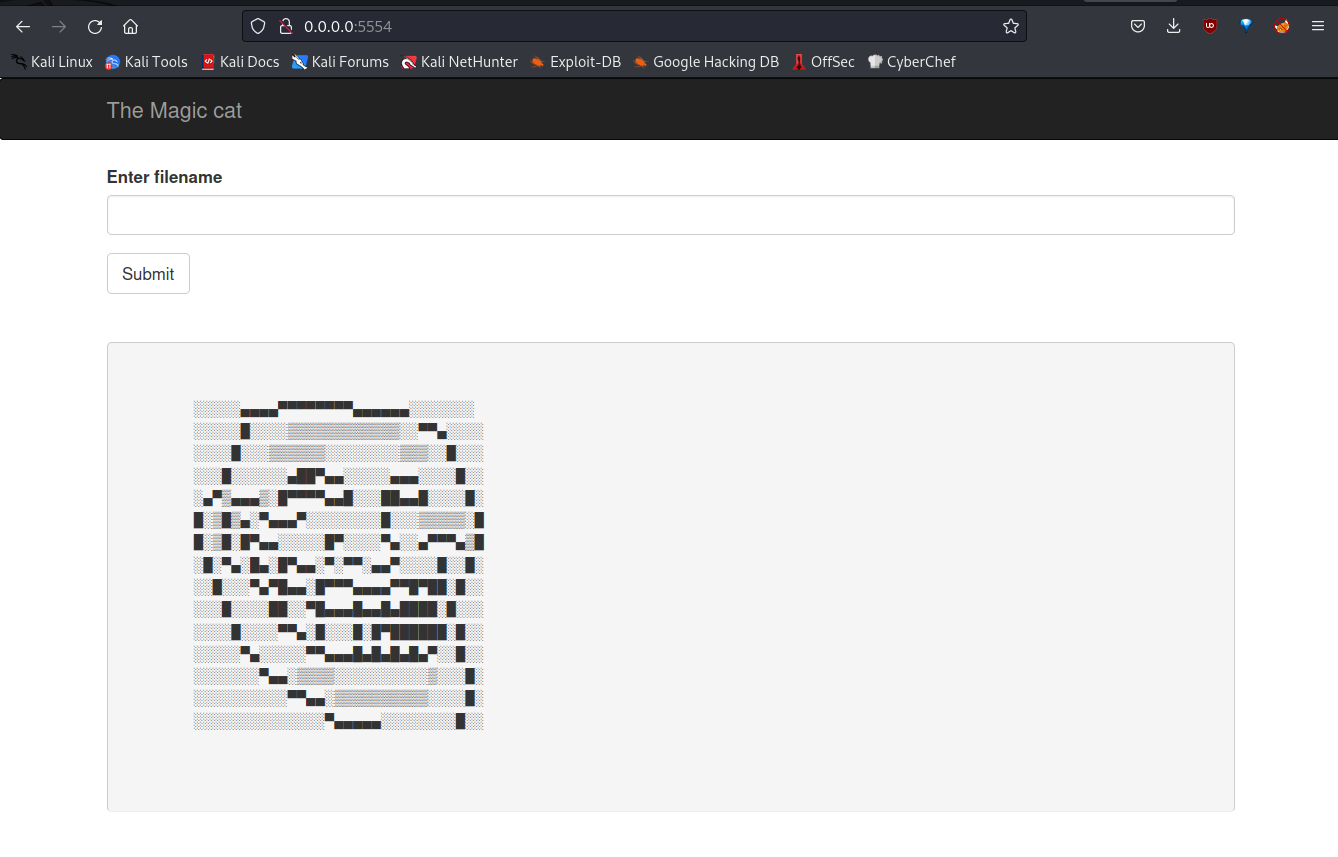 0.0.0.0:5554
Kali Linux Kali Tools Kali Docs Kali Forums Kali NetHunter Exploit-DB Google Hacking DB OffSec CyberChef
The Magic cat
Enter filename
Submit